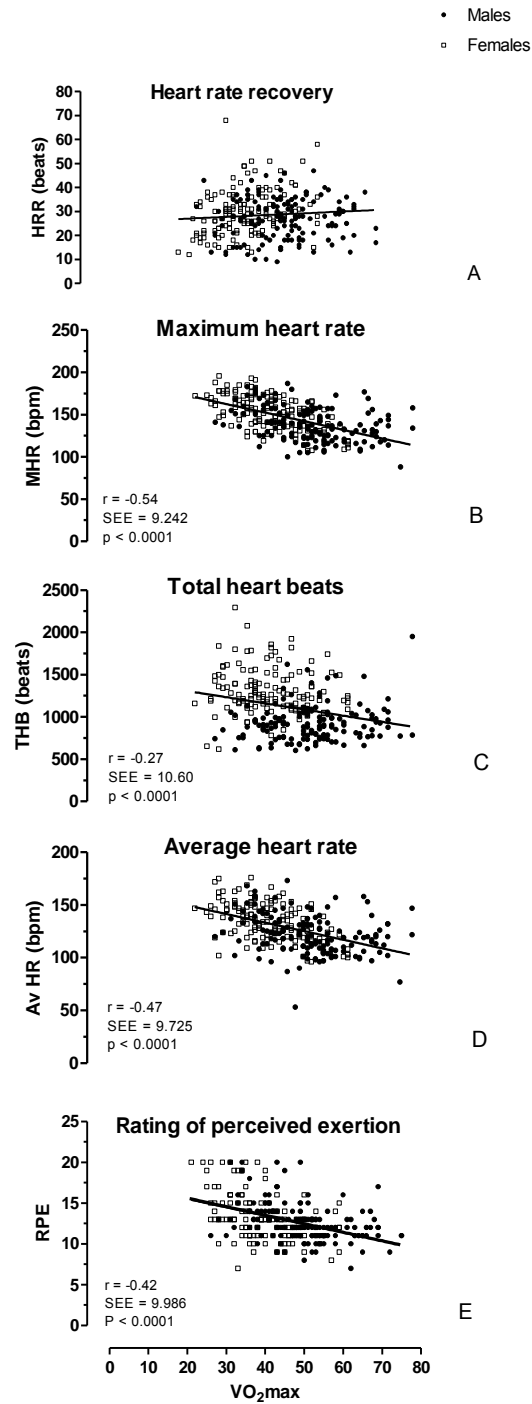 Males
Females
Heart rate recovery
80
70
60
50
40
30
20
10
0
HRR (beats)
A
Maximum heart rate
250
200
150
100
50
0
MHR (bpm)
r = -0.54
SEE = 9.242
p < 0.0001
B
Total heart beats
2500
2000
1500
1000
500
0
THB (beats)
r = -0.27
SEE = 10.60
p < 0.0001
C
Average heart rate
200
150
100
50
0
Av HR (bpm)
r = -0.47
SEE = 9.725
p < 0.0001
D
Rating of perceived exertion
25
20
15
10
5
0
RPE
r = -0.42
SEE = 9.986
P < 0.0001
E
0 10 20 30 40 50 60 70 80
VO₂max